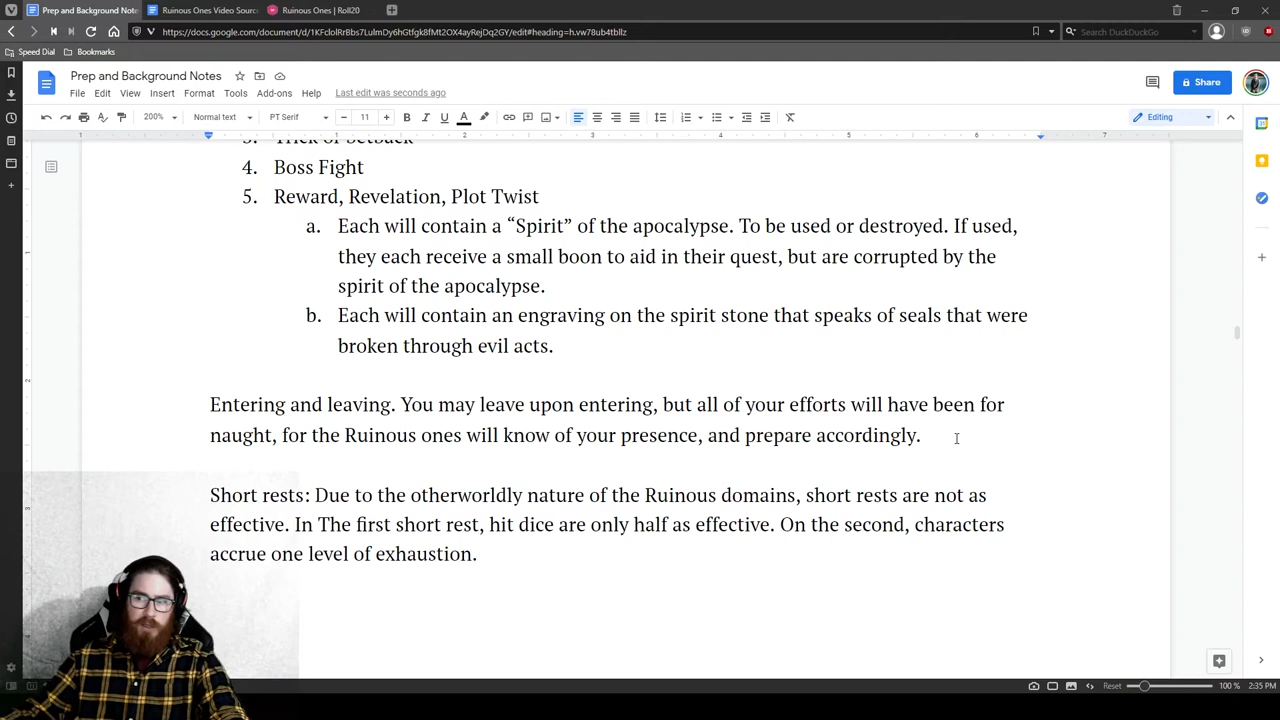 Prep and Background Note
Ruinous Ones Video Sourc
Ruinous Ones | Roll20
Search DuckDuckGo
Speed Dial
Bookmarks
Prep and Background Notes
File Edit View Insert Format Tools Add-ons Help
Last edit was seconds ago
Share
200% Normal text PT Serif 11
Editing
1 1 2 3 4 5 6 7
3. Trick or Setback
4. Boss Fight
5. Reward, Revelation, Plot Twist
a. Each will contain a “Spirit” of the apocalypse. To be used or destroyed. If used,
they each receive a small boon to aid in their quest, but are corrupted by the
spirit of the apocalypse.
b. Each will contain an engraving on the spirit stone that speaks of seals that were
broken through evil acts.
Entering and leaving. You may leave upon entering, but all of your efforts will have been for
naught, for the Ruinous ones will know of your presence, and prepare accordingly.
Short rests: Due to the otherworldly nature of the Ruinous domains, short rests are not as
effective. In The first short rest, hit dice are only half as effective. On the second, characters
accrue one level of exhaustion.
Reset 100 % 2:35 PM